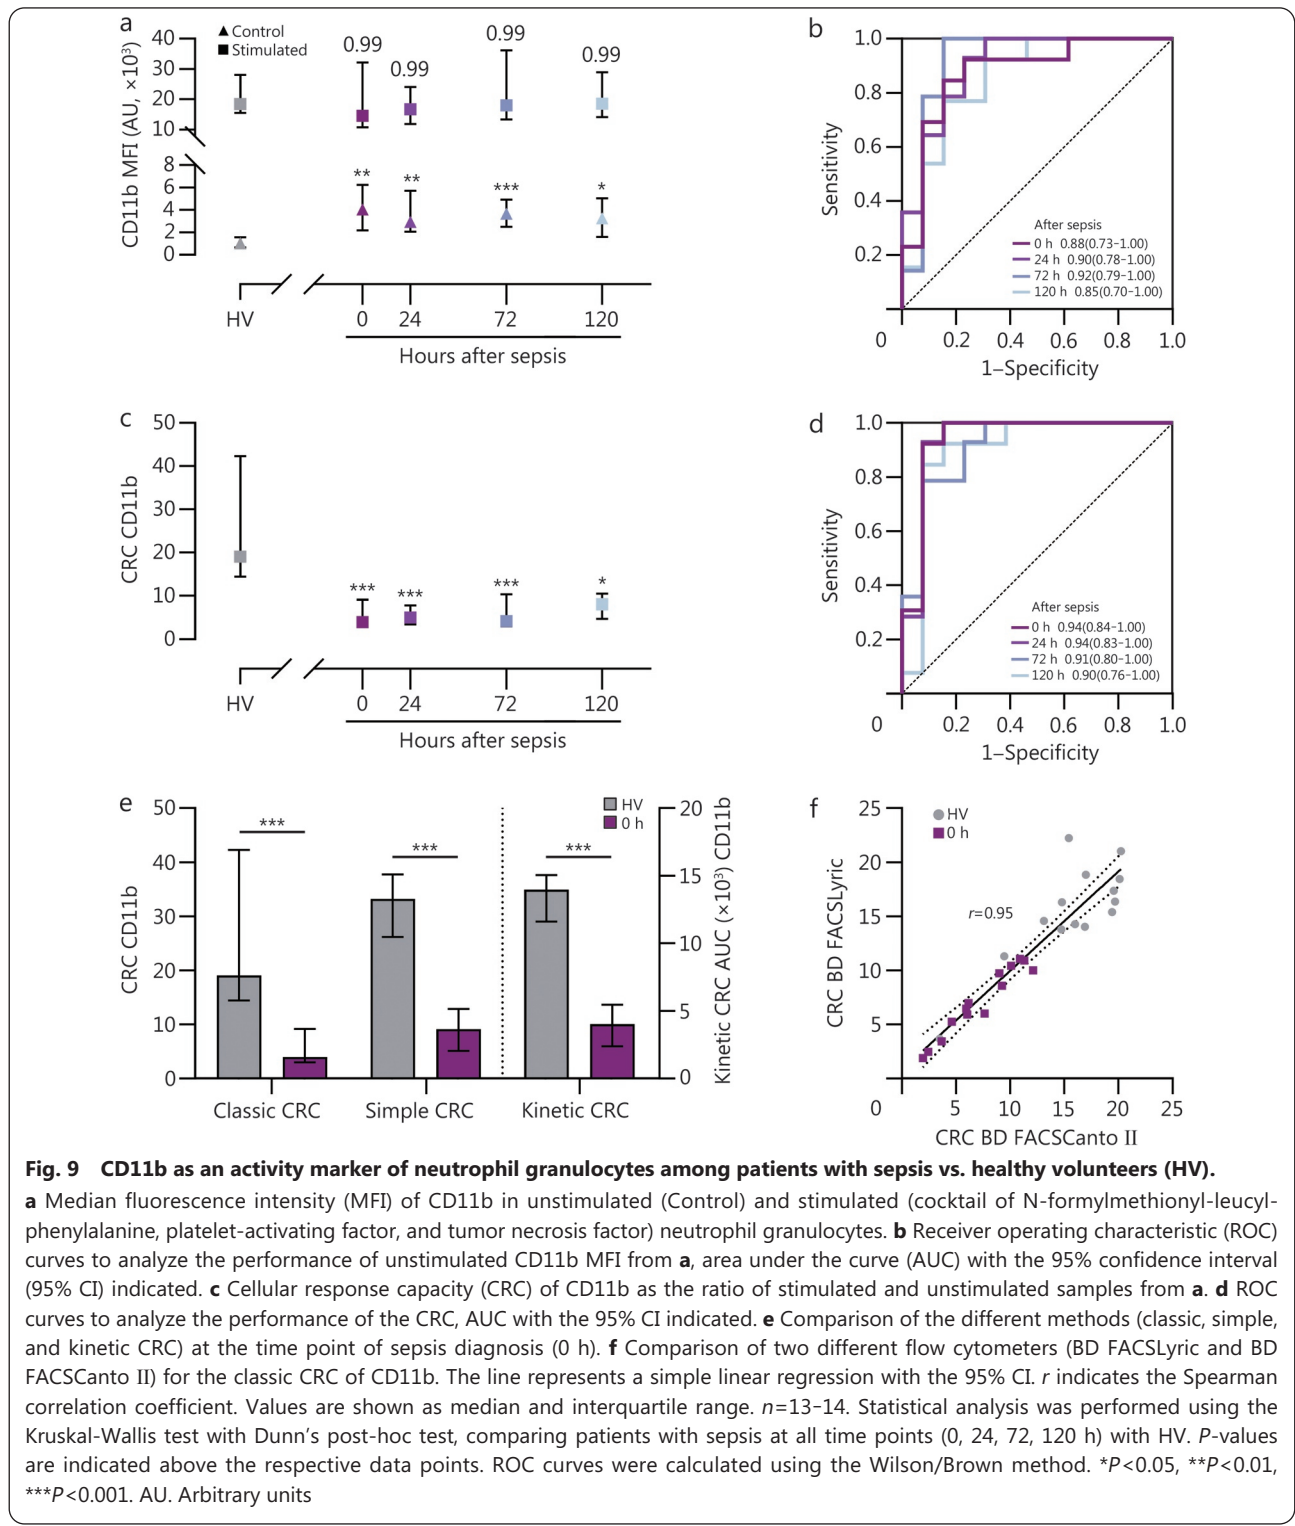 a
Control
Stimulated
CD11b MFI (AU, ×10³)
40
30
20
10
8
6
4
2
0
0.99
0.99
0.99
0.99
**
**
***
*
HV
0
24
72
120
Hours after sepsis
b
Sensitivity
1.0
0.8
0.6
0.4
0.2
After sepsis
0 h 0.88(0.73-1.00)
24 h 0.90(0.78-1.00)
72 h 0.92(0.79-1.00)
120 h 0.85(0.70-1.00)
0
0.2
0.4
0.6
0.8
1.0
1–Specificity
c
CRC CD11b
50
40
30
20
10
0
***
***
***
*
HV
0
24
72
120
Hours after sepsis
d
Sensitivity
1.0
0.8
0.6
0.4
0.2
After sepsis
0 h 0.94(0.84-1.00)
24 h 0.94(0.83-1.00)
72 h 0.91(0.80-1.00)
120 h 0.90(0.76-1.00)
0
0.2
0.4
0.6
0.8
1.0
1–Specificity
e
CRC CD11b
50
40
30
20
10
0
***
***
***
HV
0 h
20
15
10
5
0
Kinetic CRC AUC (×10³) CD11b
Classic CRC
Simple CRC
Kinetic CRC
f
CRC BD FACSLyric
25
20
15
10
5
HV
0 h
r=0.95
0
5
10
15
20
25
CRC BD FACSCanto II
Fig. 9 CD11b as an activity marker of neutrophil granulocytes among patients with sepsis vs. healthy volunteers (HV).
a Median fluorescence intensity (MFI) of CD11b in unstimulated (Control) and stimulated (cocktail of N-formylmethionyl-leucyl-
phenylalanine, platelet-activating factor, and tumor necrosis factor) neutrophil granulocytes. b Receiver operating characteristic (ROC)
curves to analyze the performance of unstimulated CD11b MFI from a, area under the curve (AUC) with the 95% confidence interval
(95% CI) indicated. c Cellular response capacity (CRC) of CD11b as the ratio of stimulated and unstimulated samples from a. d ROC
curves to analyze the performance of the CRC, AUC with the 95% CI indicated. e Comparison of the different methods (classic, simple,
and kinetic CRC) at the time point of sepsis diagnosis (0 h). f Comparison of two different flow cytometers (BD FACSLyric and BD
FACSCanto II) for the classic CRC of CD11b. The line represents a simple linear regression with the 95% CI. r indicates the Spearman
correlation coefficient. Values are shown as median and interquartile range. n=13-14. Statistical analysis was performed using the
Kruskal-Wallis test with Dunn's post-hoc test, comparing patients with sepsis at all time points (0, 24, 72, 120 h) with HV. P-values
are indicated above the respective data points. ROC curves were calculated using the Wilson/Brown method. *P<0.05, **P<0.01,
***P<0.001. AU. Arbitrary units